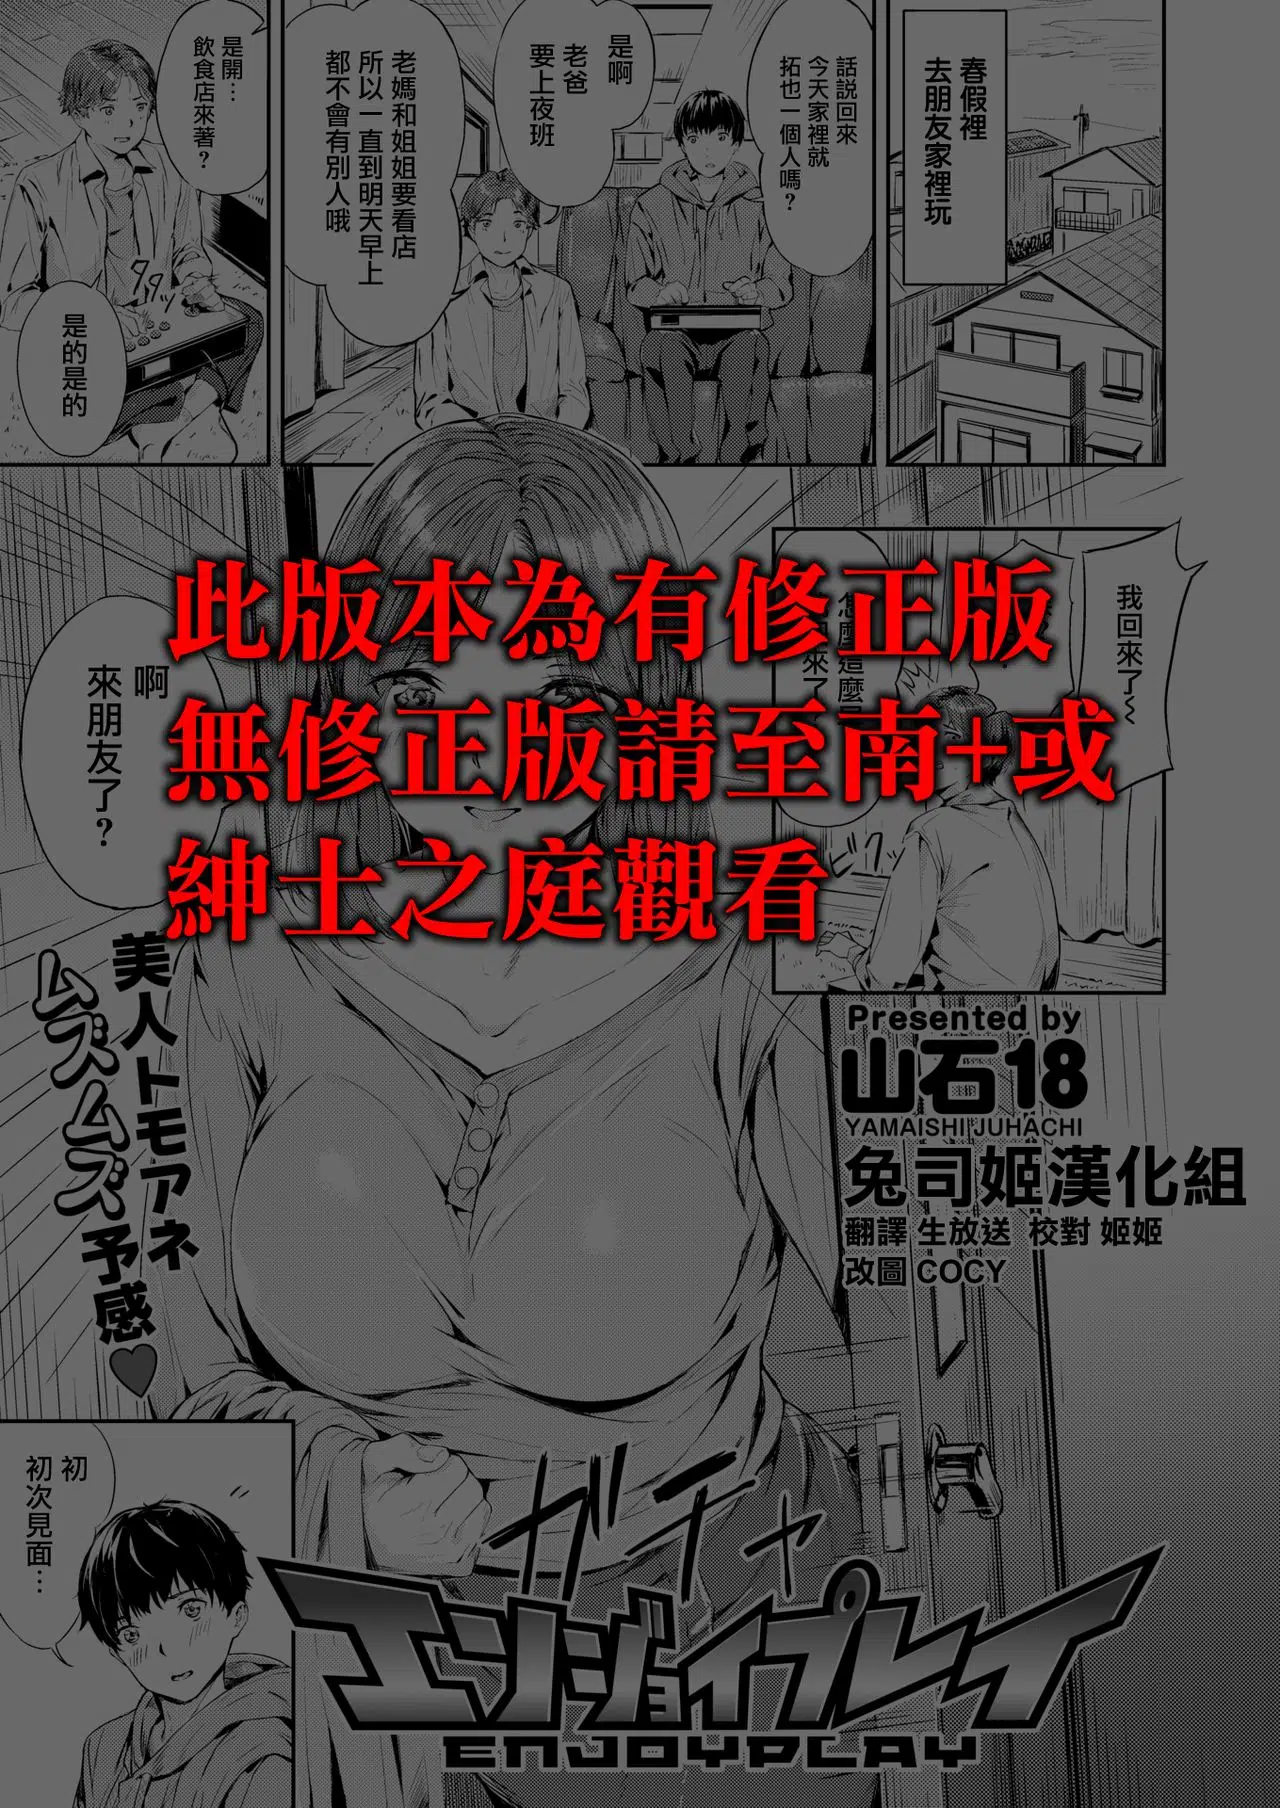 春假裡
去朋友家裡玩
話說回來
今天家裡就
拓也一個人嗎?
是啊
老爸
要上夜班
老媽和姐姐要看店
所以一直到明天早上
都不會有別人哦
是開…
飲食店來著?
是的是的
我回來了~
此版本為有修正版
無修正版請至南+或
紳士之庭觀看
啊
來朋友了?
美人トモアネ
ムズムズ予感♥
Presented by
山石18
YAMAISHI JUHACHI
兔司姬漢化組
翻譯 生放送 校對 姬姬
改圖 COCY
ガチャ
初
初次見面…
エンジョイプレイ
ENJOYPLAY